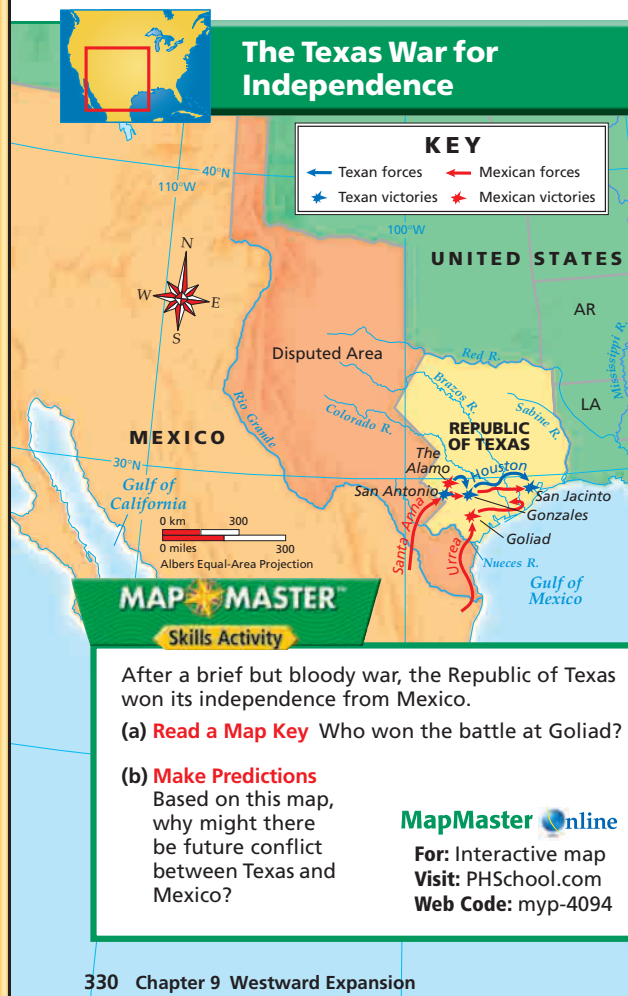 The Texas War for
Independence
KEY
Texan forces
Mexican forces
Texan victories
Mexican victories
40°N
110°W
100°W
N
W
E
S
UNITED STATES
AR
Mississippi R.
LA
Disputed Area
Red R.
Brazos R.
Sabine R.
Colorado R.
Rio Grande
MEXICO
REPUBLIC
OF TEXAS
30°N
The
Alamo
Houston
San Antonio
San Jacinto
Gonzales
Goliad
Gulf of
California
Santa Anna
Urrea
Nueces R.
Gulf of
Mexico
0 km 300
0 miles 300
Albers Equal-Area Projection
MAP MASTER™
Skills Activity
After a brief but bloody war, the Republic of Texas
won its independence from Mexico.
(a) Read a Map Key Who won the battle at Goliad?
(b) Make Predictions
Based on this map,
why might there
be future conflict
between Texas and
Mexico?
MapMaster Online
For: Interactive map
Visit: PHSchool.com
Web Code: myp-4094
330 Chapter 9 Westward Expansion